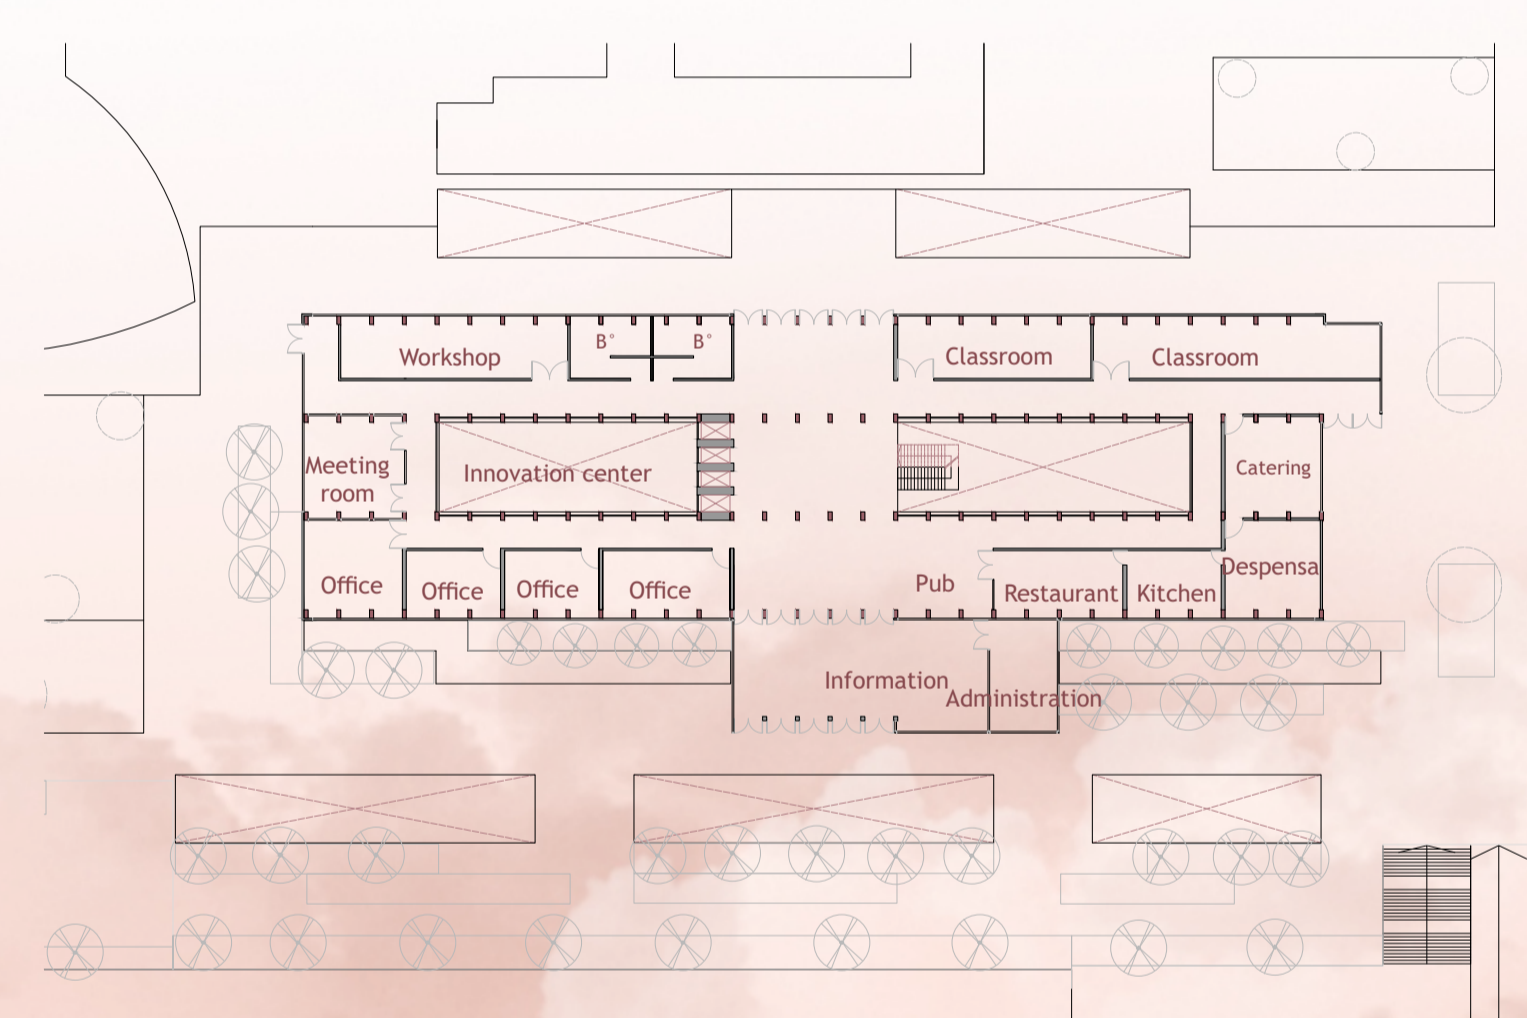 Workshop
B°
B°
Classroom
Classroom
Meeting
room
Innovation center
Catering
Office
Office
Office
Office
Pub
Restaurant
Kitchen
Despensa
Information
Administration